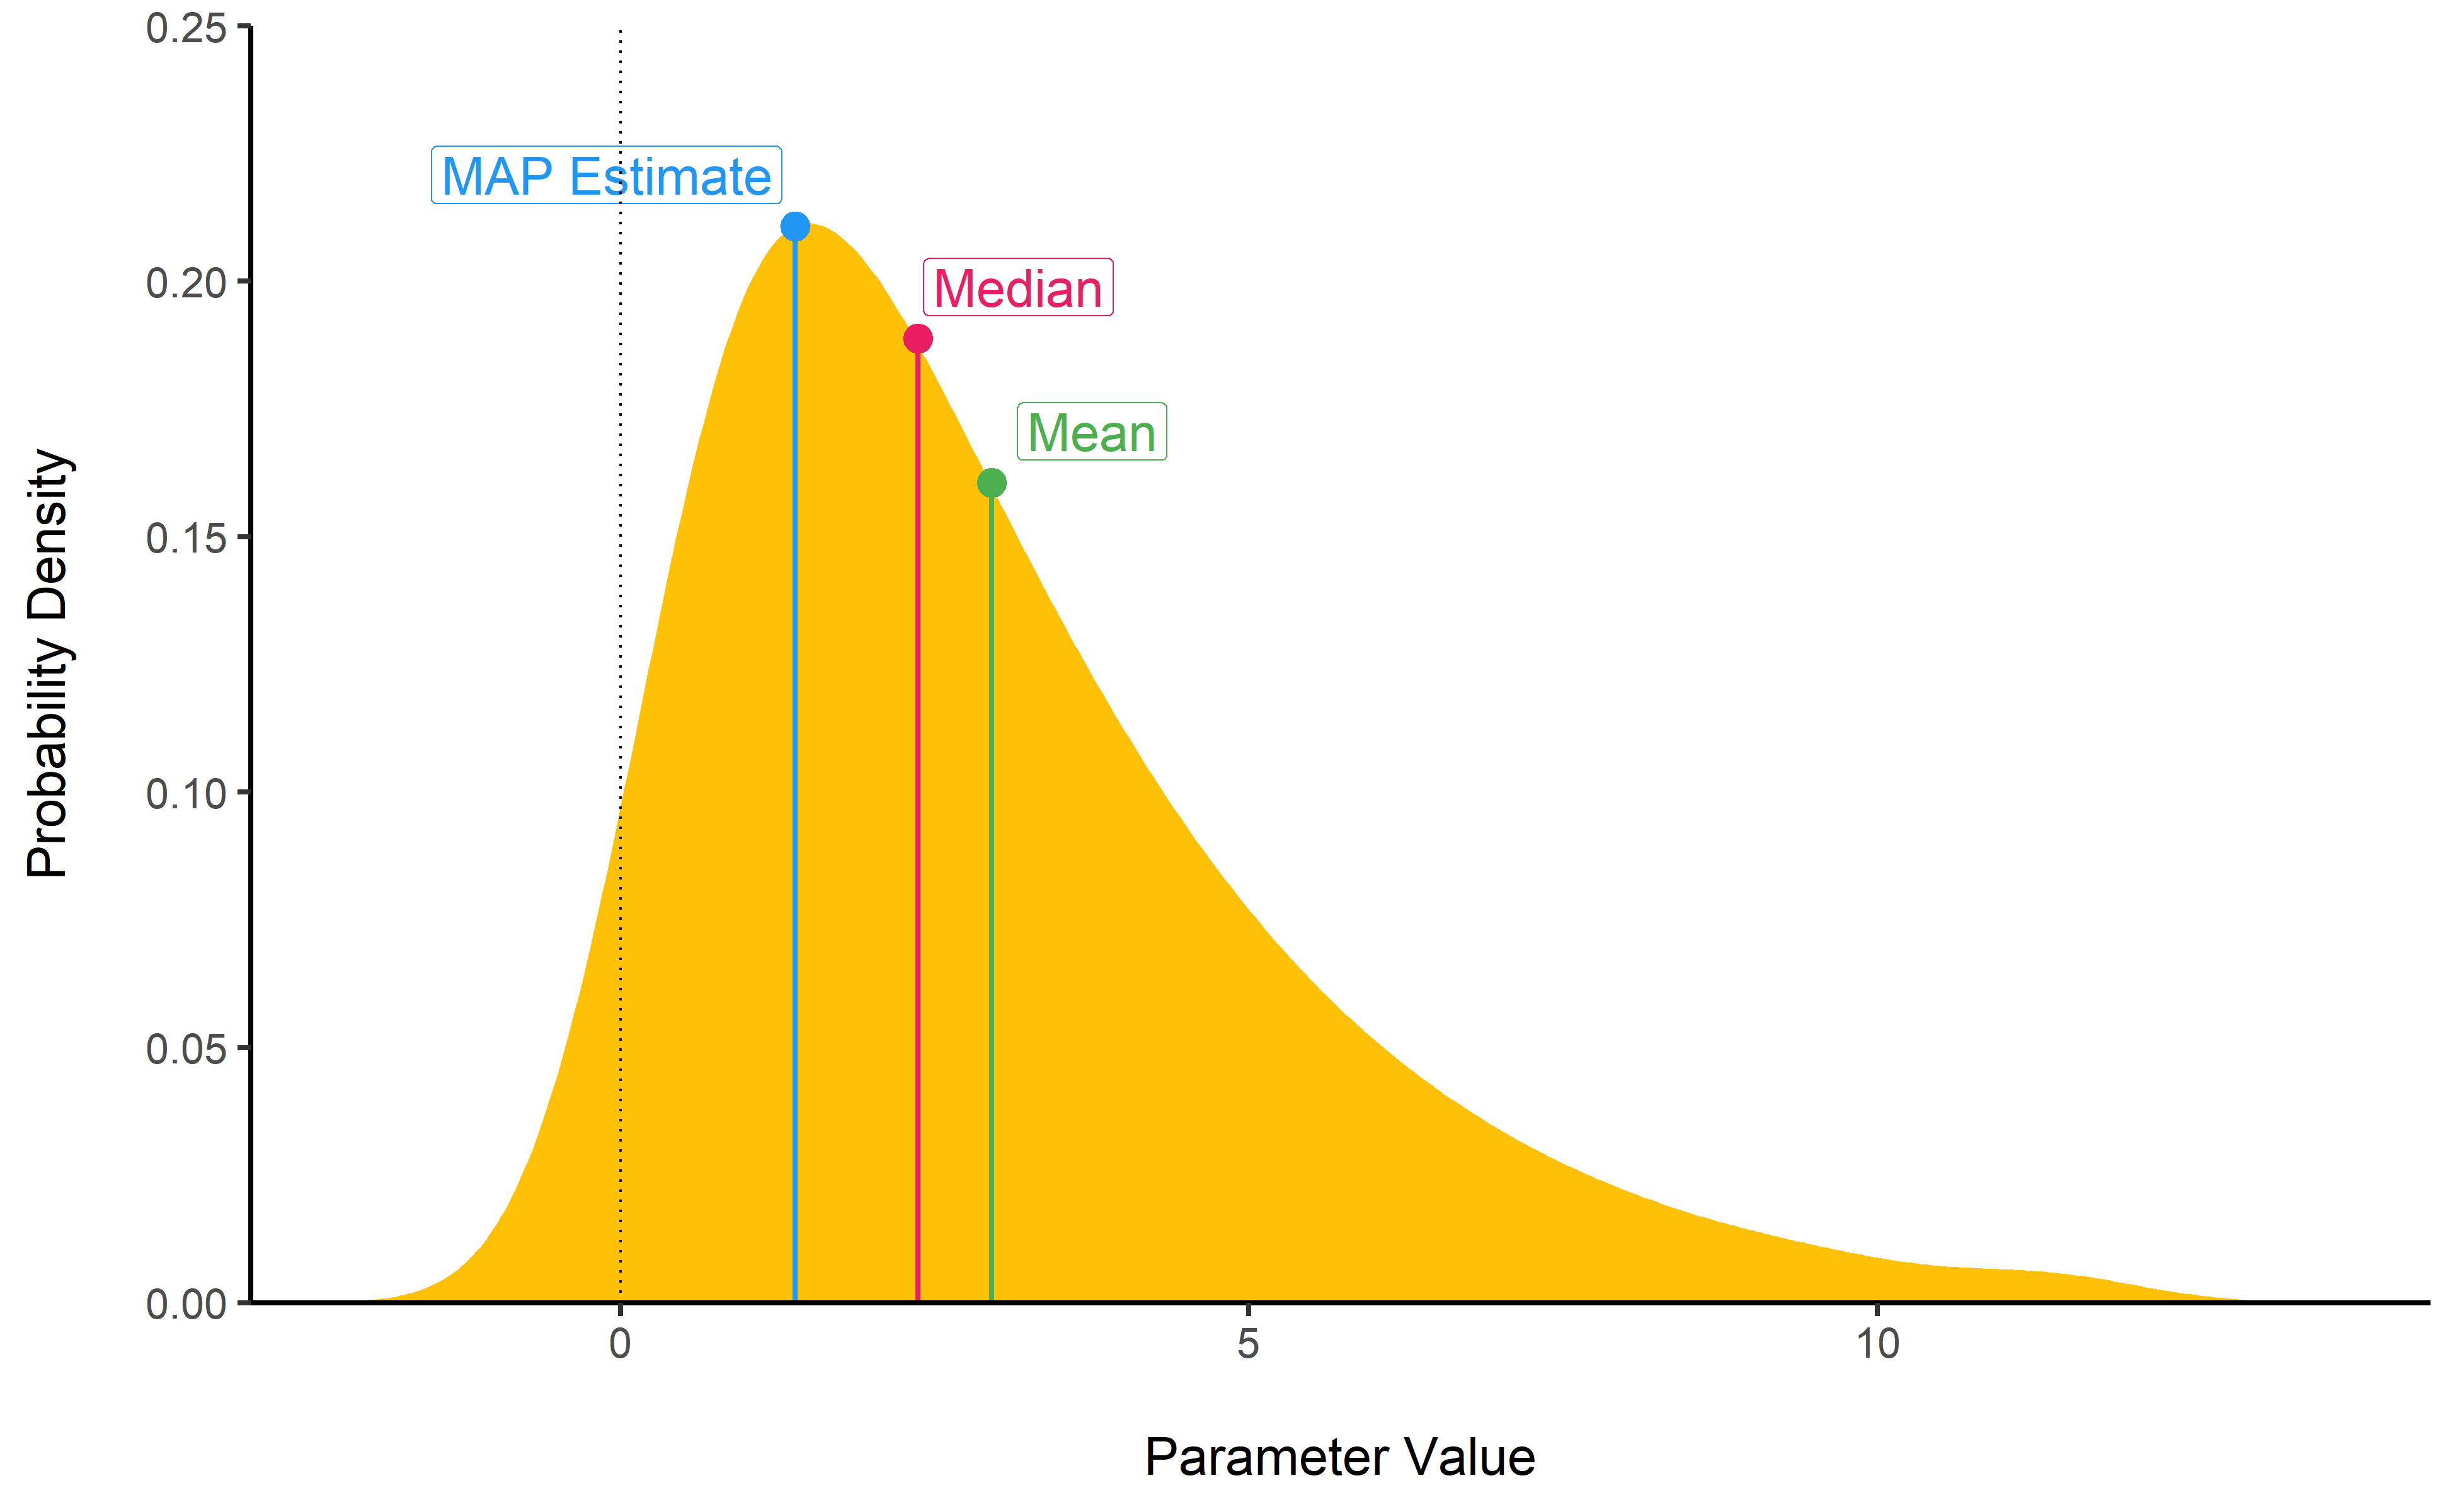 0.25
MAP Estimate
0.20
Median
Mean
0.15
Probability Density
0.10
0.05
0.00
0
5
10
Parameter Value